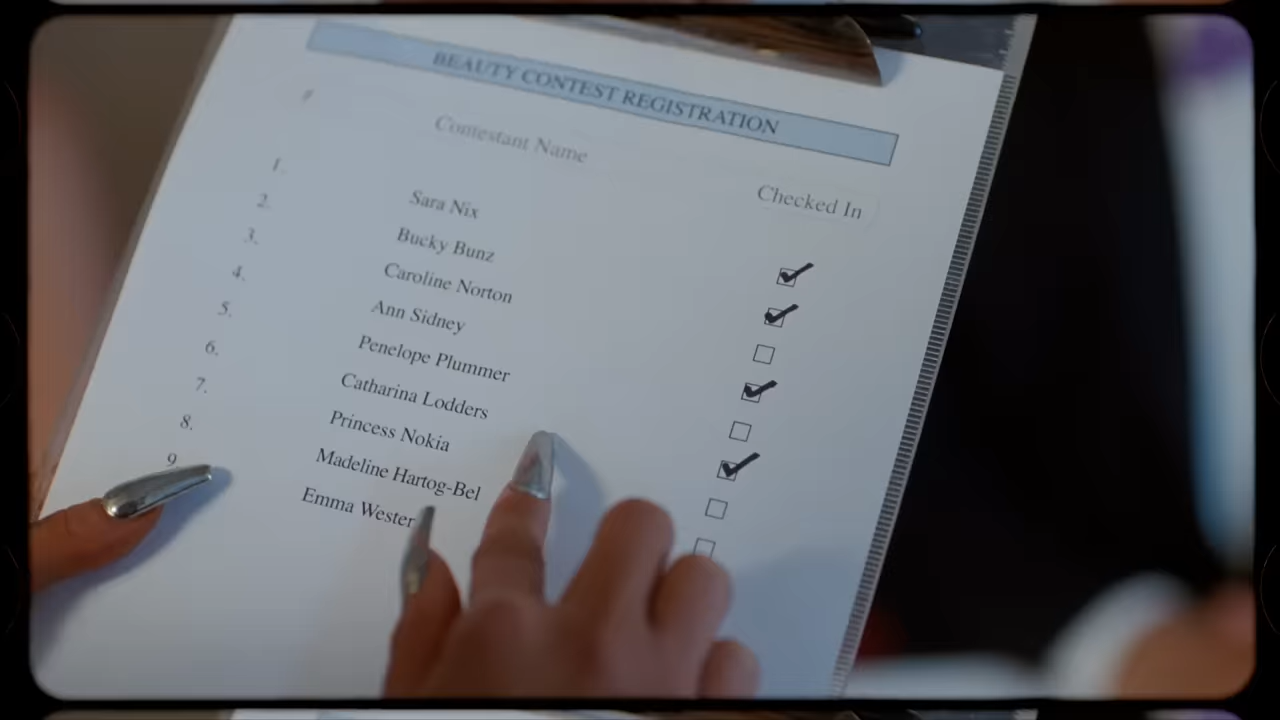 BEAUTY CONTEST REGISTRATION
# Contestant Name Checked In
1. Sara Nix
2. Bucky Bunz
3. Caroline Norton
4. Ann Sidney
5. Penelope Plummer
6. Catharina Lodders
7. Princess Nokia
8. Madeline Hartog-Bel
9 Emma Wester